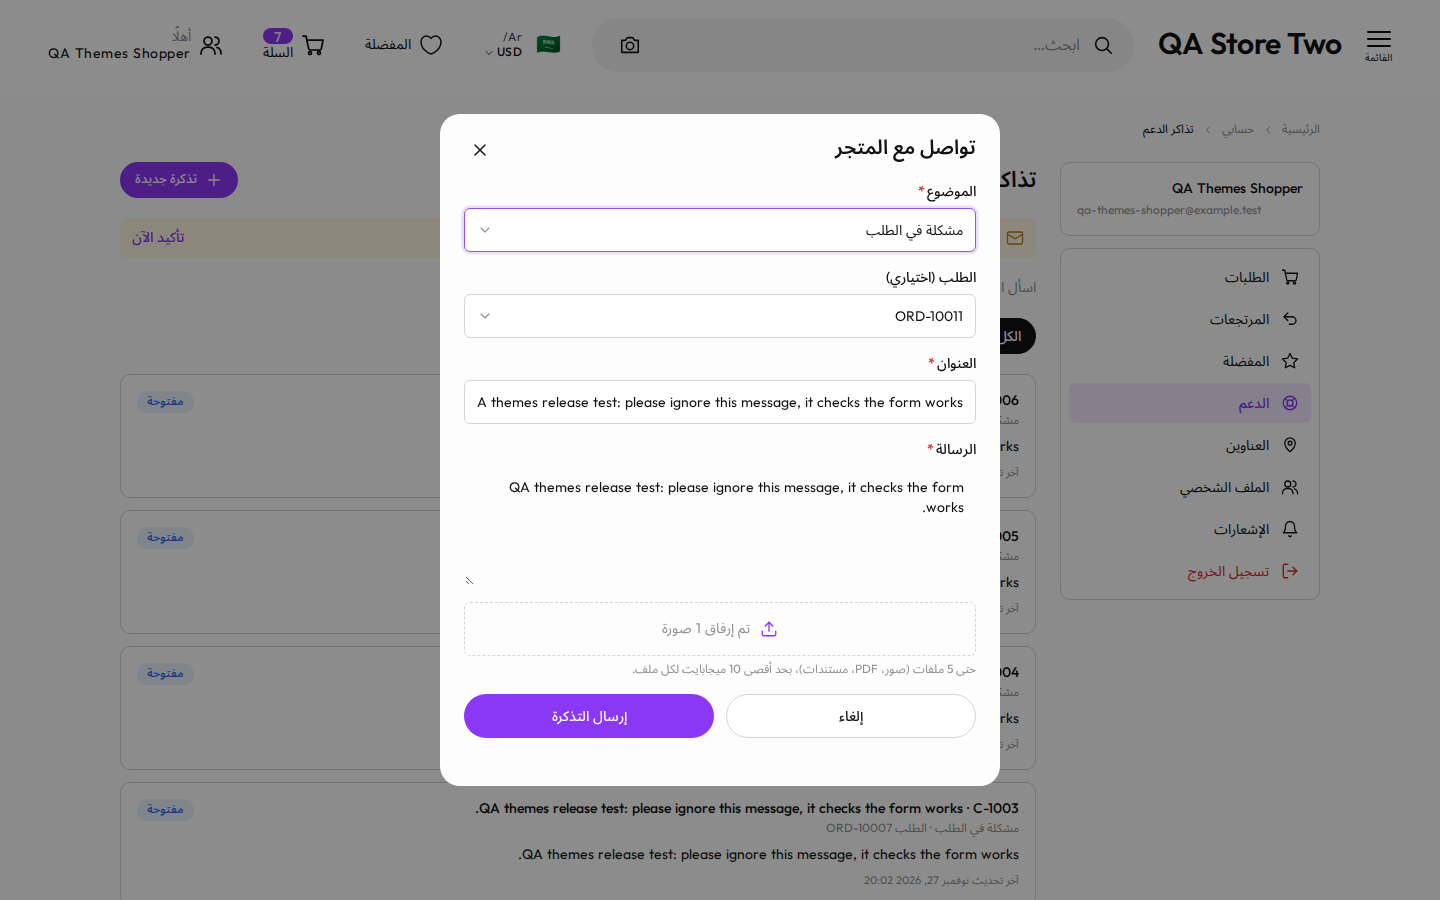 القائمة
QA Store Two
ابحث...
Ar/
USD
المفضلة
7
السلة
أهلًا
QA Themes Shopper
الرئيسية › حسابي › تذاكر الدعم
QA Themes Shopper
qa-themes-shopper@example.test
الطلبات
المرتجعات
المفضلة
الدعم
العناوين
الملف الشخصي
الإشعارات
تسجيل الخروج
تذكرة جديدة
تأكيد الآن
اسأل
الكل
مفتوحة
مفتوحة
مفتوحة
تواصل مع المتجر
الموضوع *
مشكلة في الطلب
الطلب (اختياري)
ORD-10011
العنوان *
A themes release test: please ignore this message, it checks the form works
الرسالة *
QA themes release test: please ignore this message, it checks the form
works.
تم إرفاق 1 صورة
حتى 5 ملفات (صور، PDF، مستندات)، بحد أقصى 10 ميجابايت لكل ملف.
إلغاء
إرسال التذكرة
C-1003 · QA themes release test: please ignore this message, it checks the form works.
مفتوحة
مشكلة في الطلب · الطلب ORD-10007
QA themes release test: please ignore this message, it checks the form works.
آخر تحديث نوفمبر 27, 2026 20:02